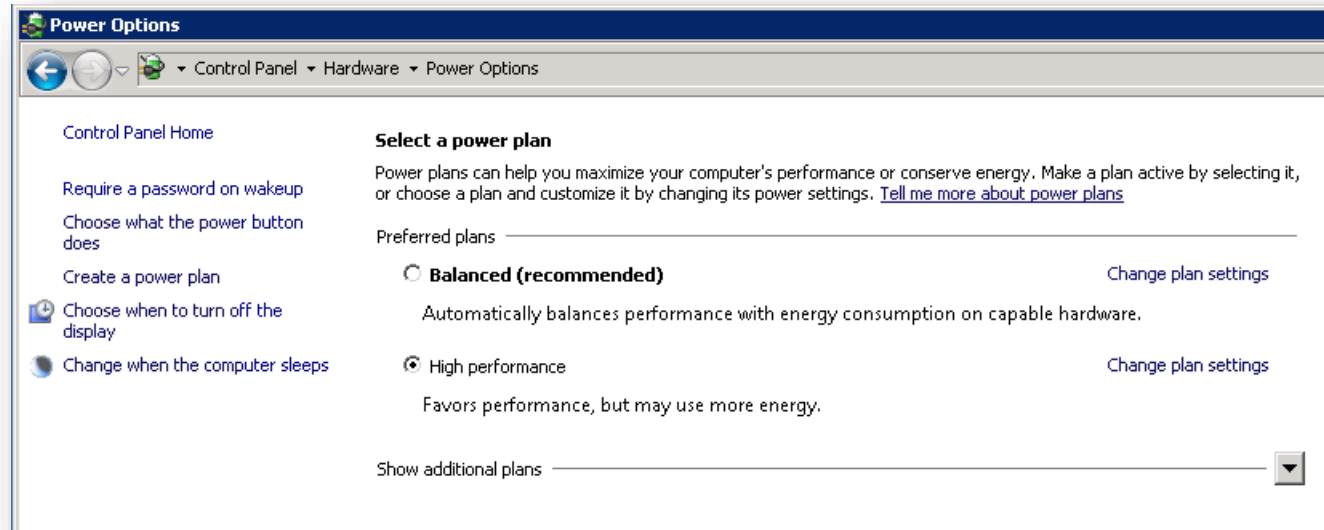 Power Options
Control Panel Hardware Power Options
Control Panel Home
Require a password on wakeup
Choose what the power button
does
Create a power plan
Choose when to turn off the
display
Change when the computer sleeps
Select a power plan
Power plans can help you maximize your computer's performance or conserve energy. Make a plan active by selecting it,
or choose a plan and customize it by changing its power settings. Tell me more about power plans
Preferred plans
Balanced (recommended) Change plan settings
Automatically balances performance with energy consumption on capable hardware.
High performance Change plan settings
Favors performance, but may use more energy.
Show additional plans